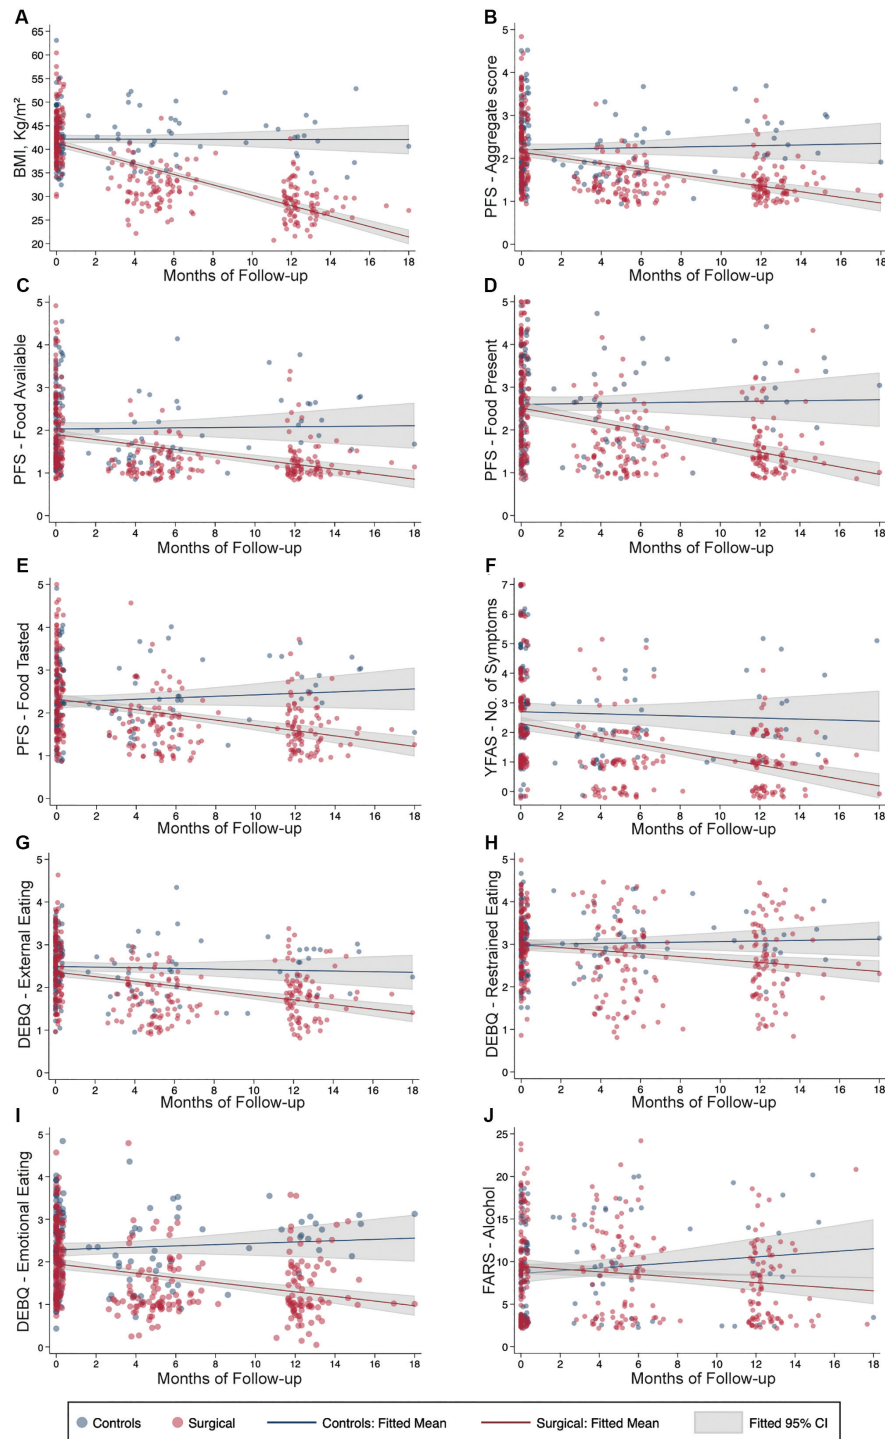 A
65
60
55
50
45
40
35
30
25
20
BMI, Kg/m²
0 2 4 6 8 10 12 14 16 18
Months of Follow-up
B
5
4
3
2
1
0
PFS - Aggregate score
0 2 4 6 8 10 12 14 16 18
Months of Follow-up
C
5
4
3
2
1
0
PFS - Food Available
0 2 4 6 8 10 12 14 16 18
Months of Follow-up
D
5
4
3
2
1
0
PFS - Food Present
0 2 4 6 8 10 12 14 16 18
Months of Follow-up
E
5
4
3
2
1
0
PFS - Food Tasted
0 2 4 6 8 10 12 14 16 18
Months of Follow-up
F
7
6
5
4
3
2
1
0
YFAS - No. of Symptoms
0 2 4 6 8 10 12 14 16 18
Months of Follow-up
G
5
4
3
2
1
0
DEBQ - External Eating
0 2 4 6 8 10 12 14 16 18
Months of Follow-up
H
5
4
3
2
1
0
DEBQ - Restrained Eating
0 2 4 6 8 10 12 14 16 18
Months of Follow-up
I
5
4
3
2
1
0
DEBQ - Emotional Eating
0 2 4 6 8 10 12 14 16 18
Months of Follow-up
J
25
20
15
10
5
0
FARS - Alcohol
0 2 4 6 8 10 12 14 16 18
Months of Follow-up
Controls Surgical Controls: Fitted Mean Surgical: Fitted Mean Fitted 95% CI